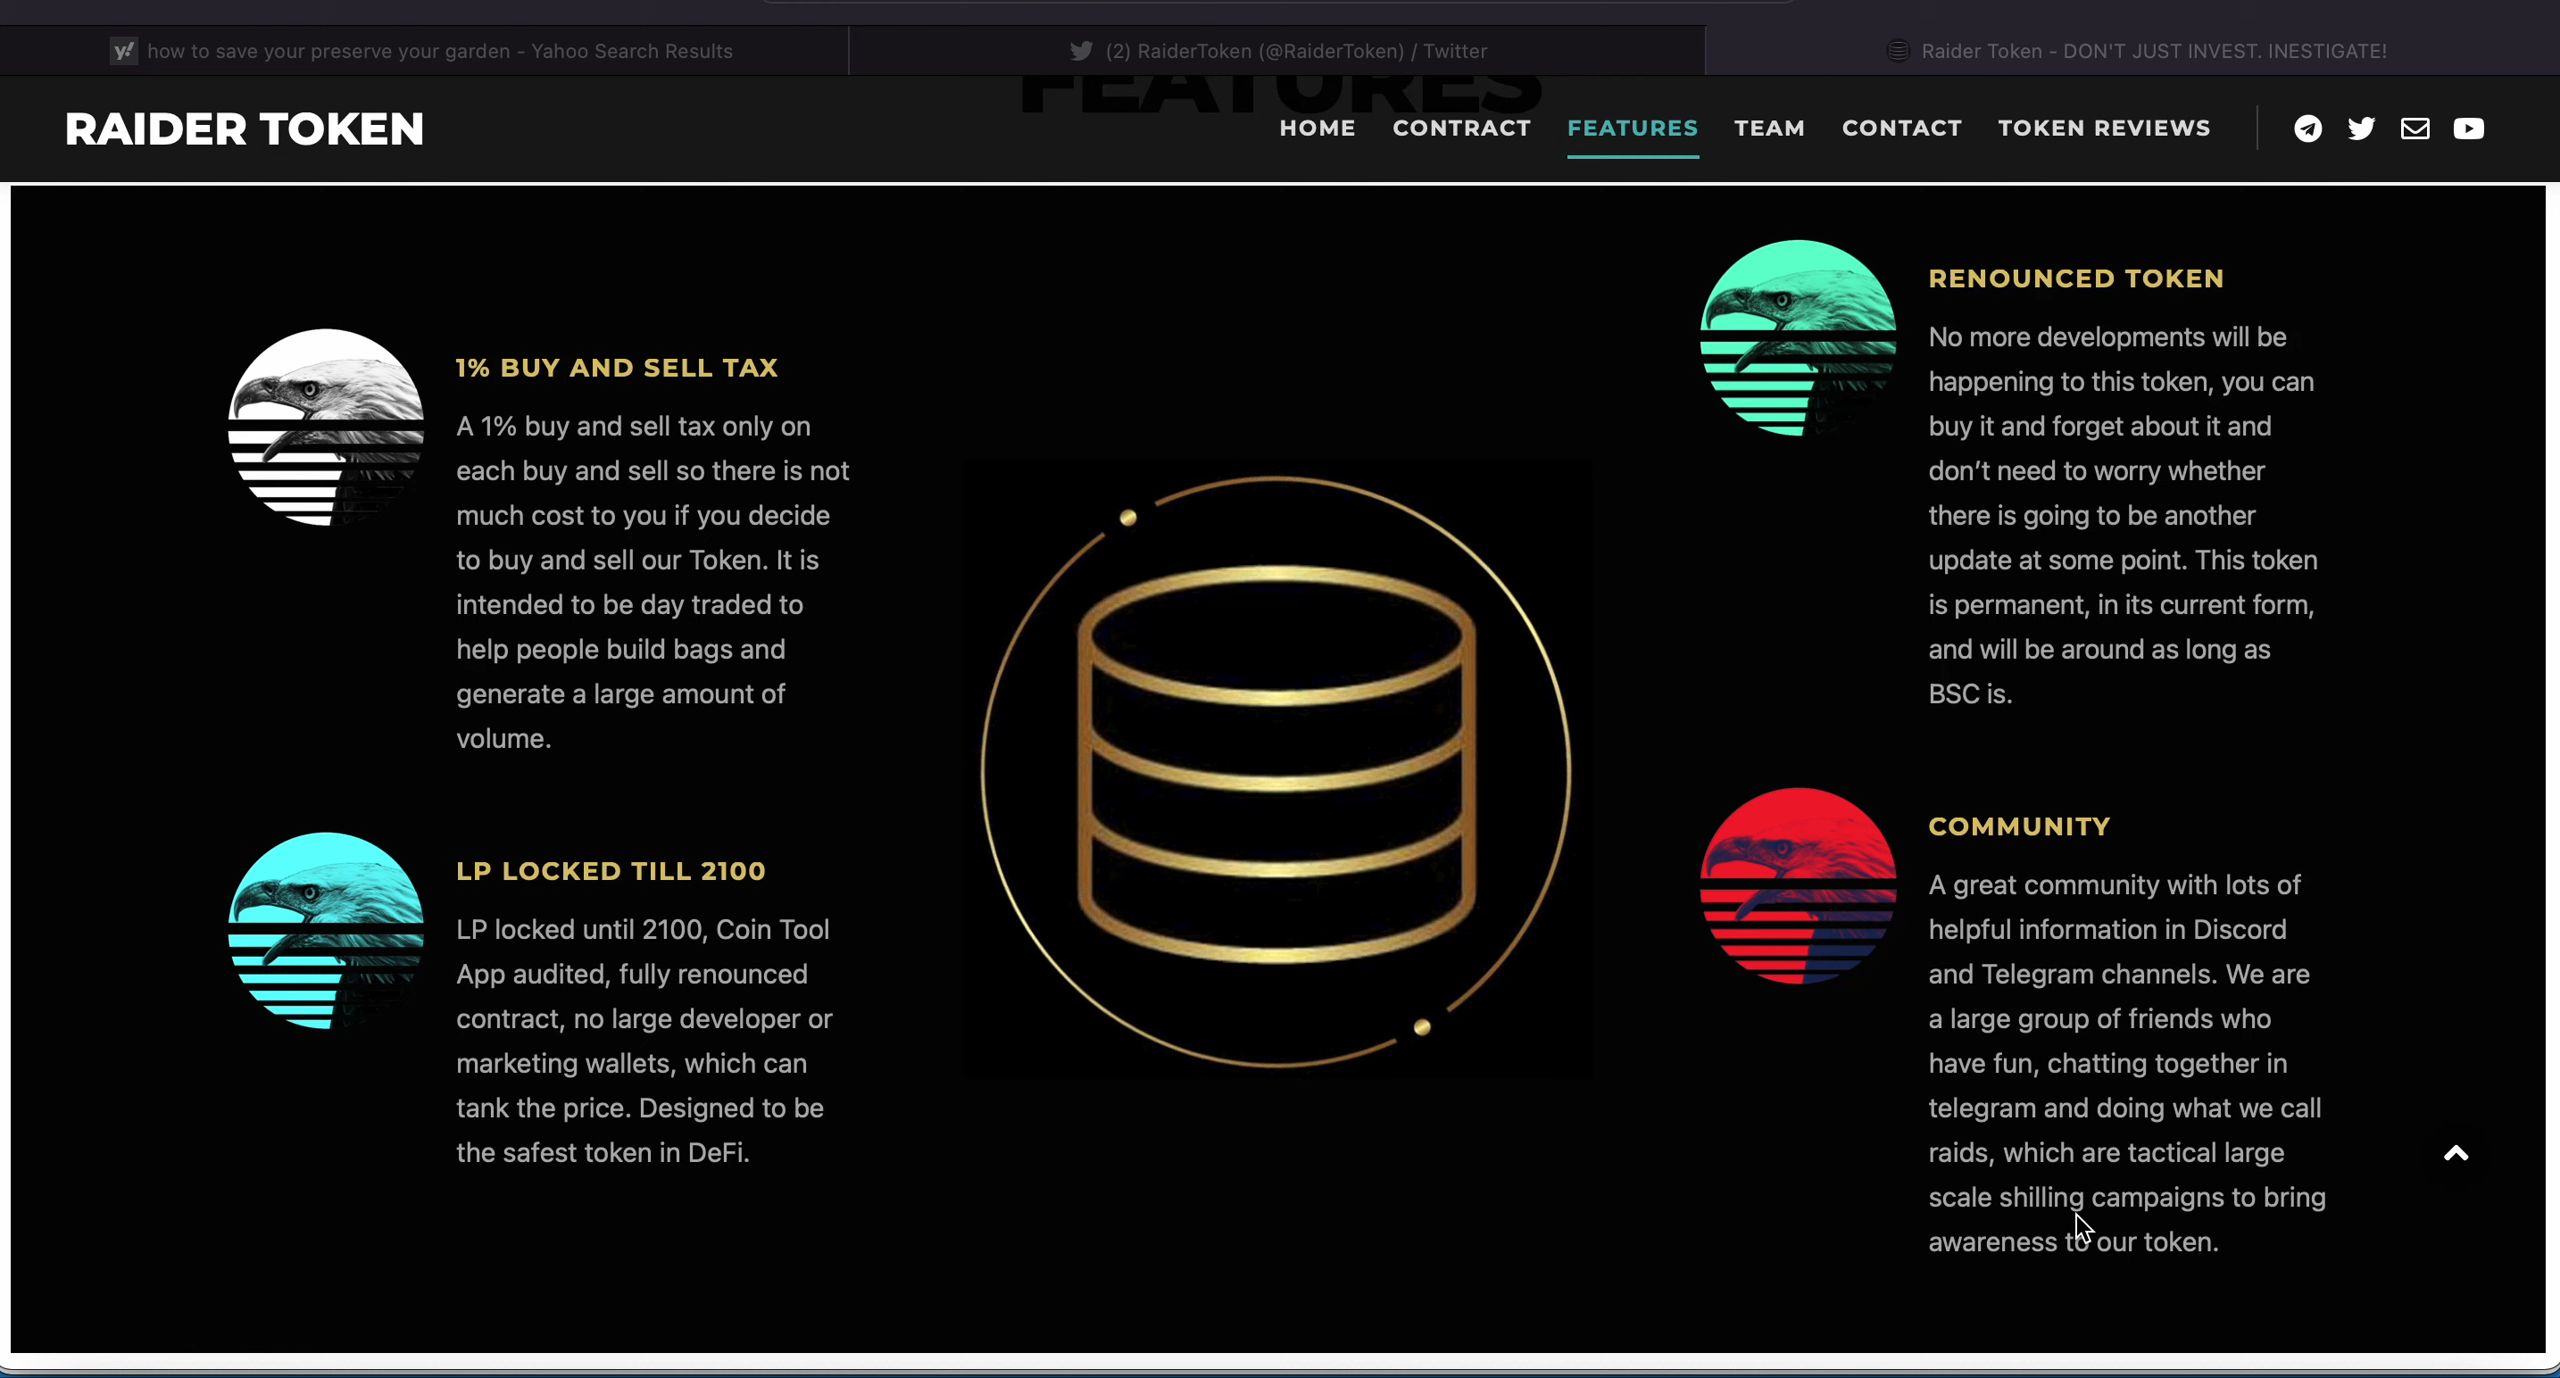 how to save your preserve your garden - Yahoo Search Results
(2) RaiderToken (@RaiderToken) / Twitter
Raider Token - DON'T JUST INVEST. INESTIGATE!
FEATURES
RAIDER TOKEN
HOME
CONTRACT
FEATURES
TEAM
CONTACT
TOKEN REVIEWS
1% BUY AND SELL TAX
A 1% buy and sell tax only on
each buy and sell so there is not
much cost to you if you decide
to buy and sell our Token. It is
intended to be day traded to
help people build bags and
generate a large amount of
volume.
LP LOCKED TILL 2100
LP locked until 2100, Coin Tool
App audited, fully renounced
contract, no large developer or
marketing wallets, which can
tank the price. Designed to be
the safest token in DeFi.
RENOUNCED TOKEN
No more developments will be
happening to this token, you can
buy it and forget about it and
don't need to worry whether
there is going to be another
update at some point. This token
is permanent, in its current form,
and will be around as long as
BSC is.
COMMUNITY
A great community with lots of
helpful information in Discord
and Telegram channels. We are
a large group of friends who
have fun, chatting together in
telegram and doing what we call
raids, which are tactical large
scale shilling campaigns to bring
awareness to our token.